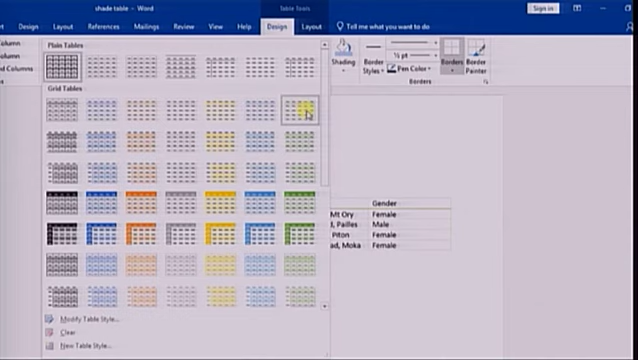 shade table - Word
Table Tools
Sign in
rt
Design
Layout
References
Mailings
Review
View
Help
Design
Layout
Tell me what you want to do
Column
Column
d Columns
Plain Tables
Grid Tables
Modify Table Style...
Clear
New Table Style...
Shading
Border
Styles
½ pt
Pen Color
Borders
Border
Painter
Borders
Gender
Mt Ory Female
, Pailles Male
Piton Female
ad, Moka Female